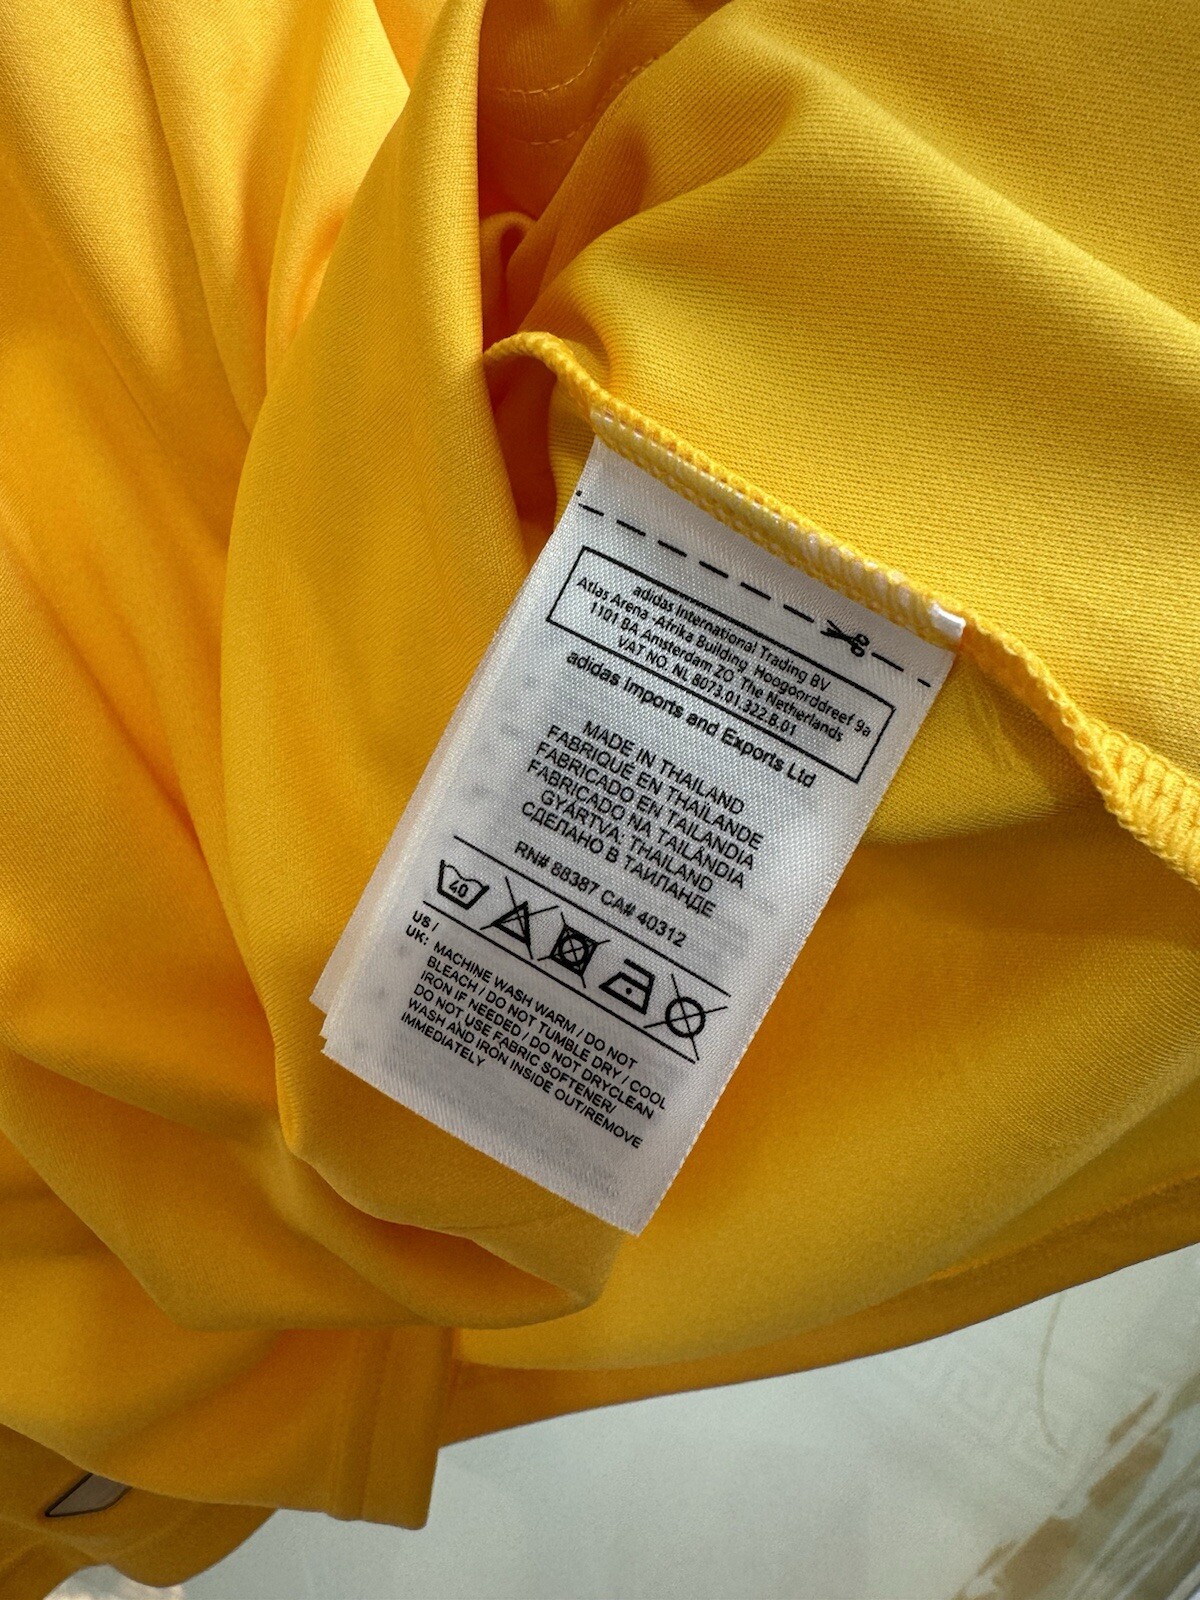 adidas International Trading BV
Atlas Arena -Afrika Building Hoogoorddreef 9a
1101 BA Amsterdam ZO The Netherlands
VAT NO. NL 8073.01.322.B.01
adidas Imports and Exports Ltd
MADE IN THAILAND
FABRIQUÉ EN THAÏLANDE
FABRICADO EN TAILANDIA
FABRICADO NA TAILÂNDIA
GYÁRTVA: THAILAND
СДЕЛАНО В ТАИЛАНДЕ
RN# 88387 CA# 40312
40
US /
UK: MACHINE WASH WARM / DO NOT
BLEACH / DO NOT TUMBLE DRY / COOL
IRON IF NEEDED / DO NOT DRYCLEAN
DO NOT USE FABRIC SOFTENER/
WASH AND IRON INSIDE OUT/REMOVE
IMMEDIATELY